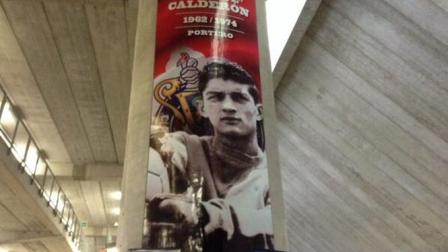 CALDERÓN
1962 / 1974
PORTERO